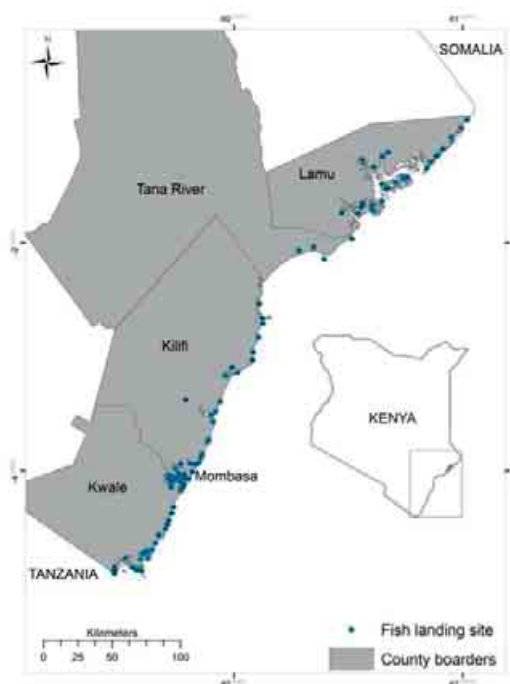 SOMALIA
N
Lamu
Tana River
Kilifi
KENYA
Mombasa
Kwale
TANZANIA
Kilometers
0 25 50 100
Fish landing site
County boarders